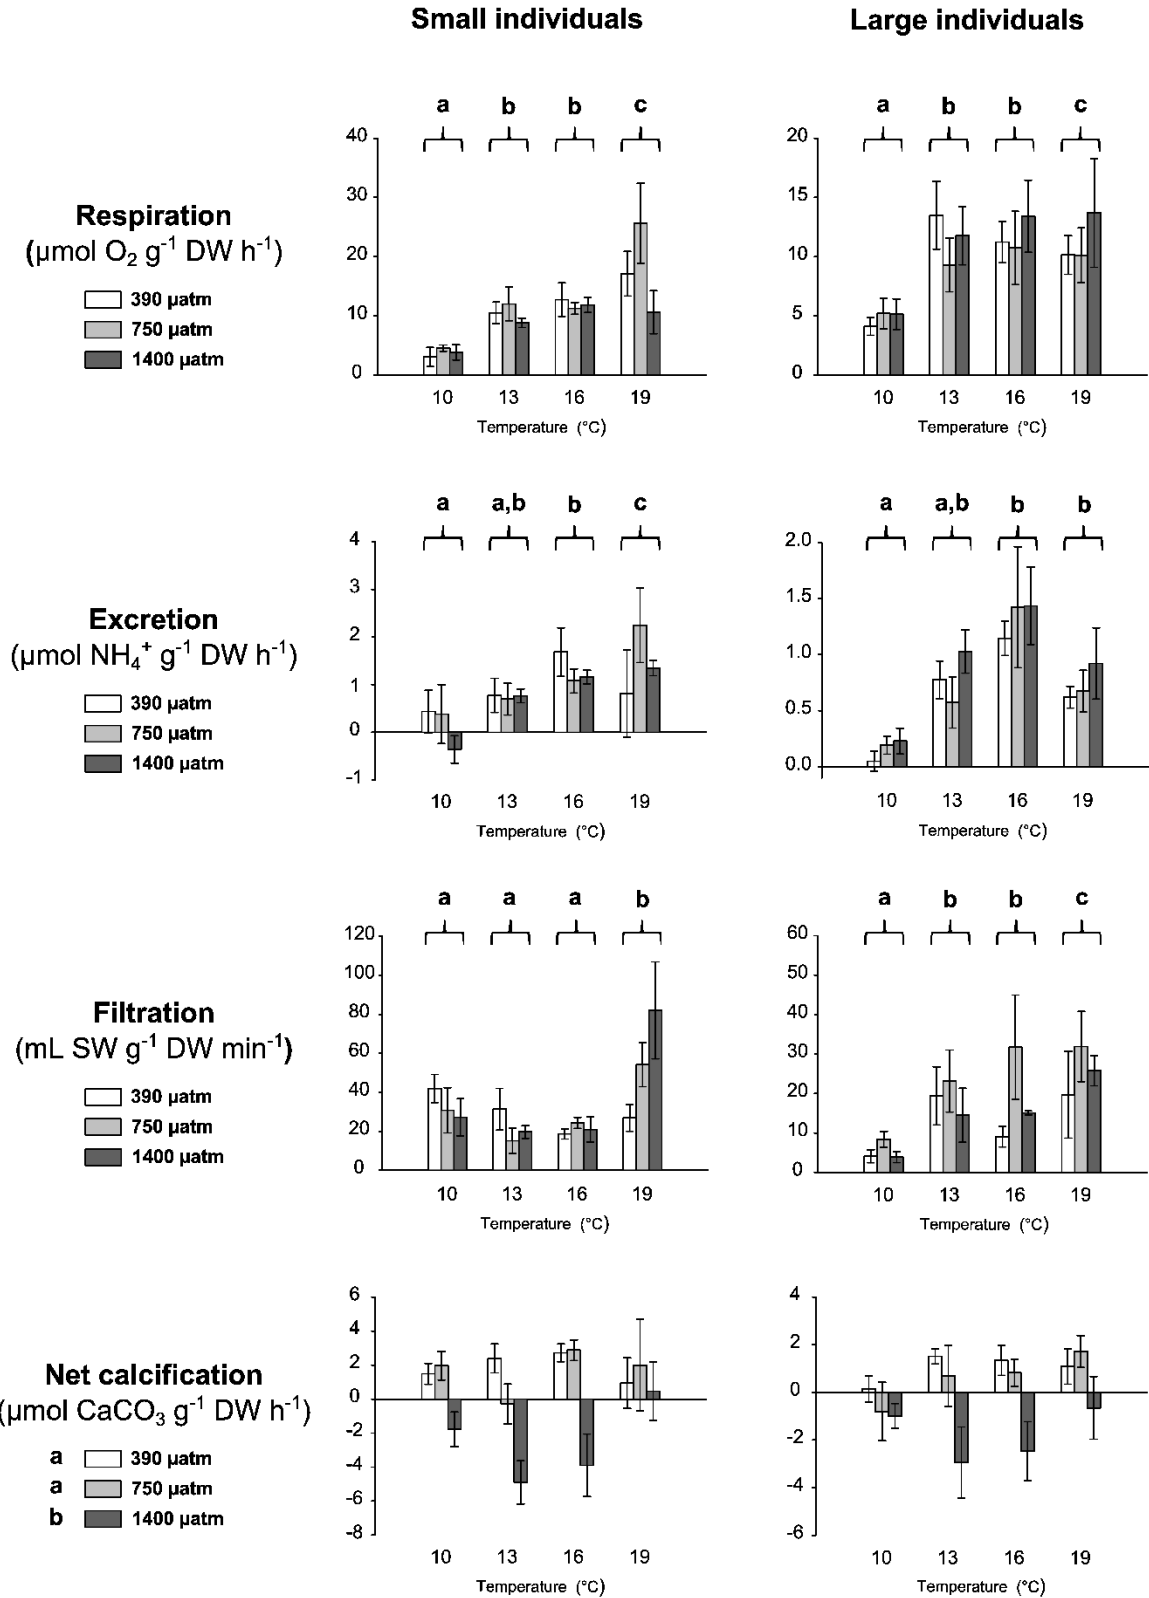 Small individuals
Large individuals
Respiration
(µmol O₂ g⁻¹ DW h⁻¹)
390 µatm
750 µatm
1400 µatm
a b b c
40
30
20
10
0
10 13 16 19
Temperature (°C)
a b b c
20
15
10
5
0
10 13 16 19
Temperature (°C)
Excretion
(µmol NH₄⁺ g⁻¹ DW h⁻¹)
390 µatm
750 µatm
1400 µatm
a a,b b c
4
3
2
1
0
-1
10 13 16 19
Temperature (°C)
a a,b b b
2.0
1.5
1.0
0.5
0.0
10 13 16 19
Temperature (°C)
Filtration
(mL SW g⁻¹ DW min⁻¹)
390 µatm
750 µatm
1400 µatm
a a a b
120
100
80
60
40
20
0
10 13 16 19
Temperature (°C)
a b b c
60
50
40
30
20
10
0
10 13 16 19
Temperature (°C)
Net calcification
(µmol CaCO₃ g⁻¹ DW h⁻¹)
a 390 µatm
a 750 µatm
b 1400 µatm
6
4
2
0
-2
-4
-6
-8
10 13 16 19
Temperature (°C)
4
2
0
-2
-4
-6
10 13 16 19
Temperature (°C)